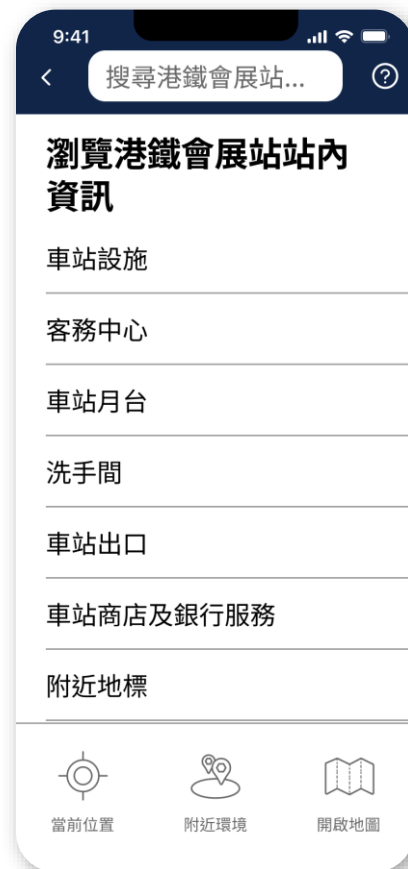 9:41
搜尋港鐵會展站...
瀏覽港鐵會展站站內
資訊
車站設施
客務中心
車站月台
洗手間
車站出口
車站商店及銀行服務
附近地標
當前位置
附近環境
開啟地圖